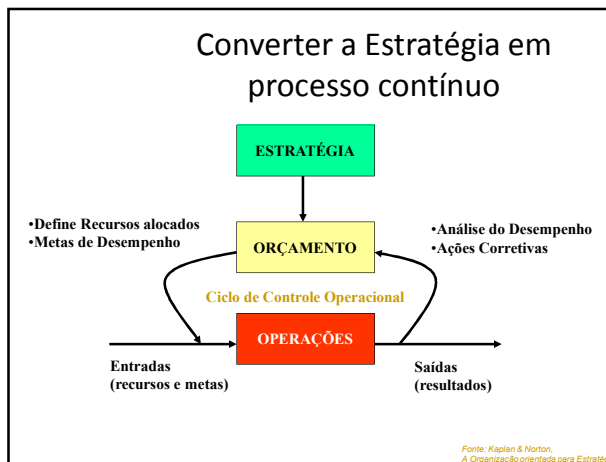 Converter a Estratégia em
processo contínuo
ESTRATÉGIA
•Define Recursos alocados
•Metas de Desempenho
ORÇAMENTO
•Análise do Desempenho
•Ações Corretivas
Ciclo de Controle Operacional
OPERAÇÕES
Entradas
(recursos e metas)
Saídas
(resultados)
Fonte: Kaplan & Norton,
A Organização orientada para